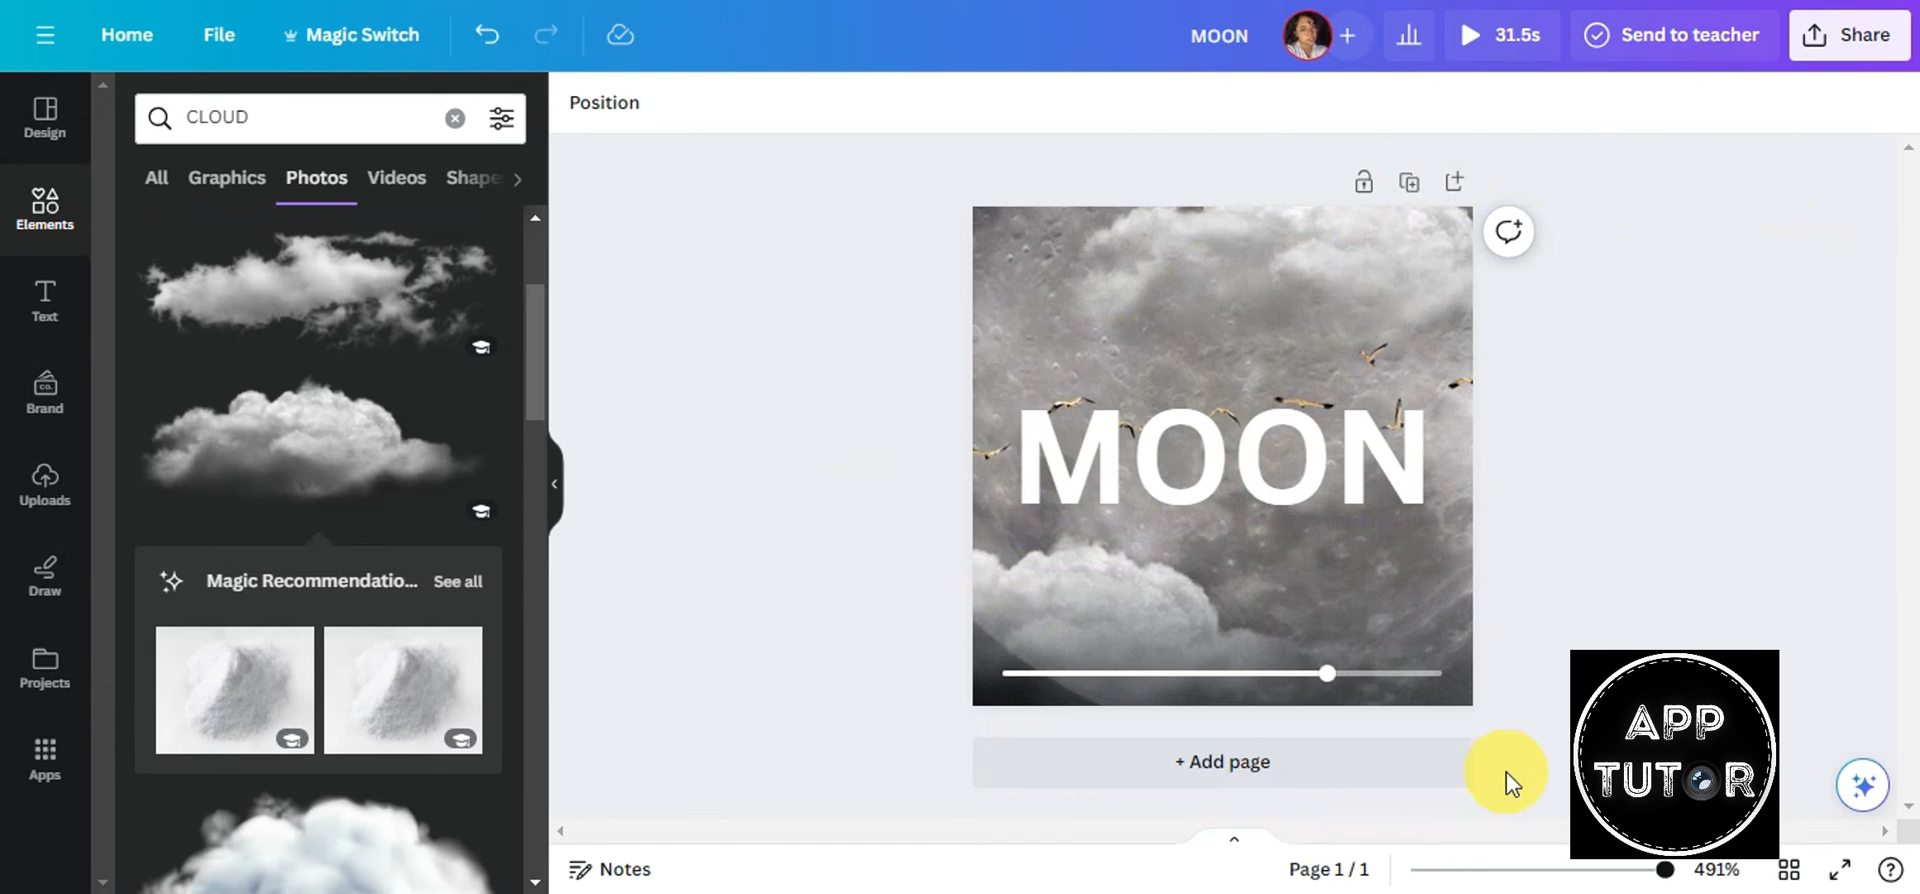 Home
File
Magic Switch
MOON
+
31.5s
Send to teacher
Share
Design
Elements
Text
Brand
CO.
Uploads
Draw
Projects
Apps
CLOUD
All
Graphics
Photos
Videos
Shape
Magic Recommendatio...
See all
Position
MOON
+ Add page
APP
TUTOR
Notes
Page 1 / 1
491%
?